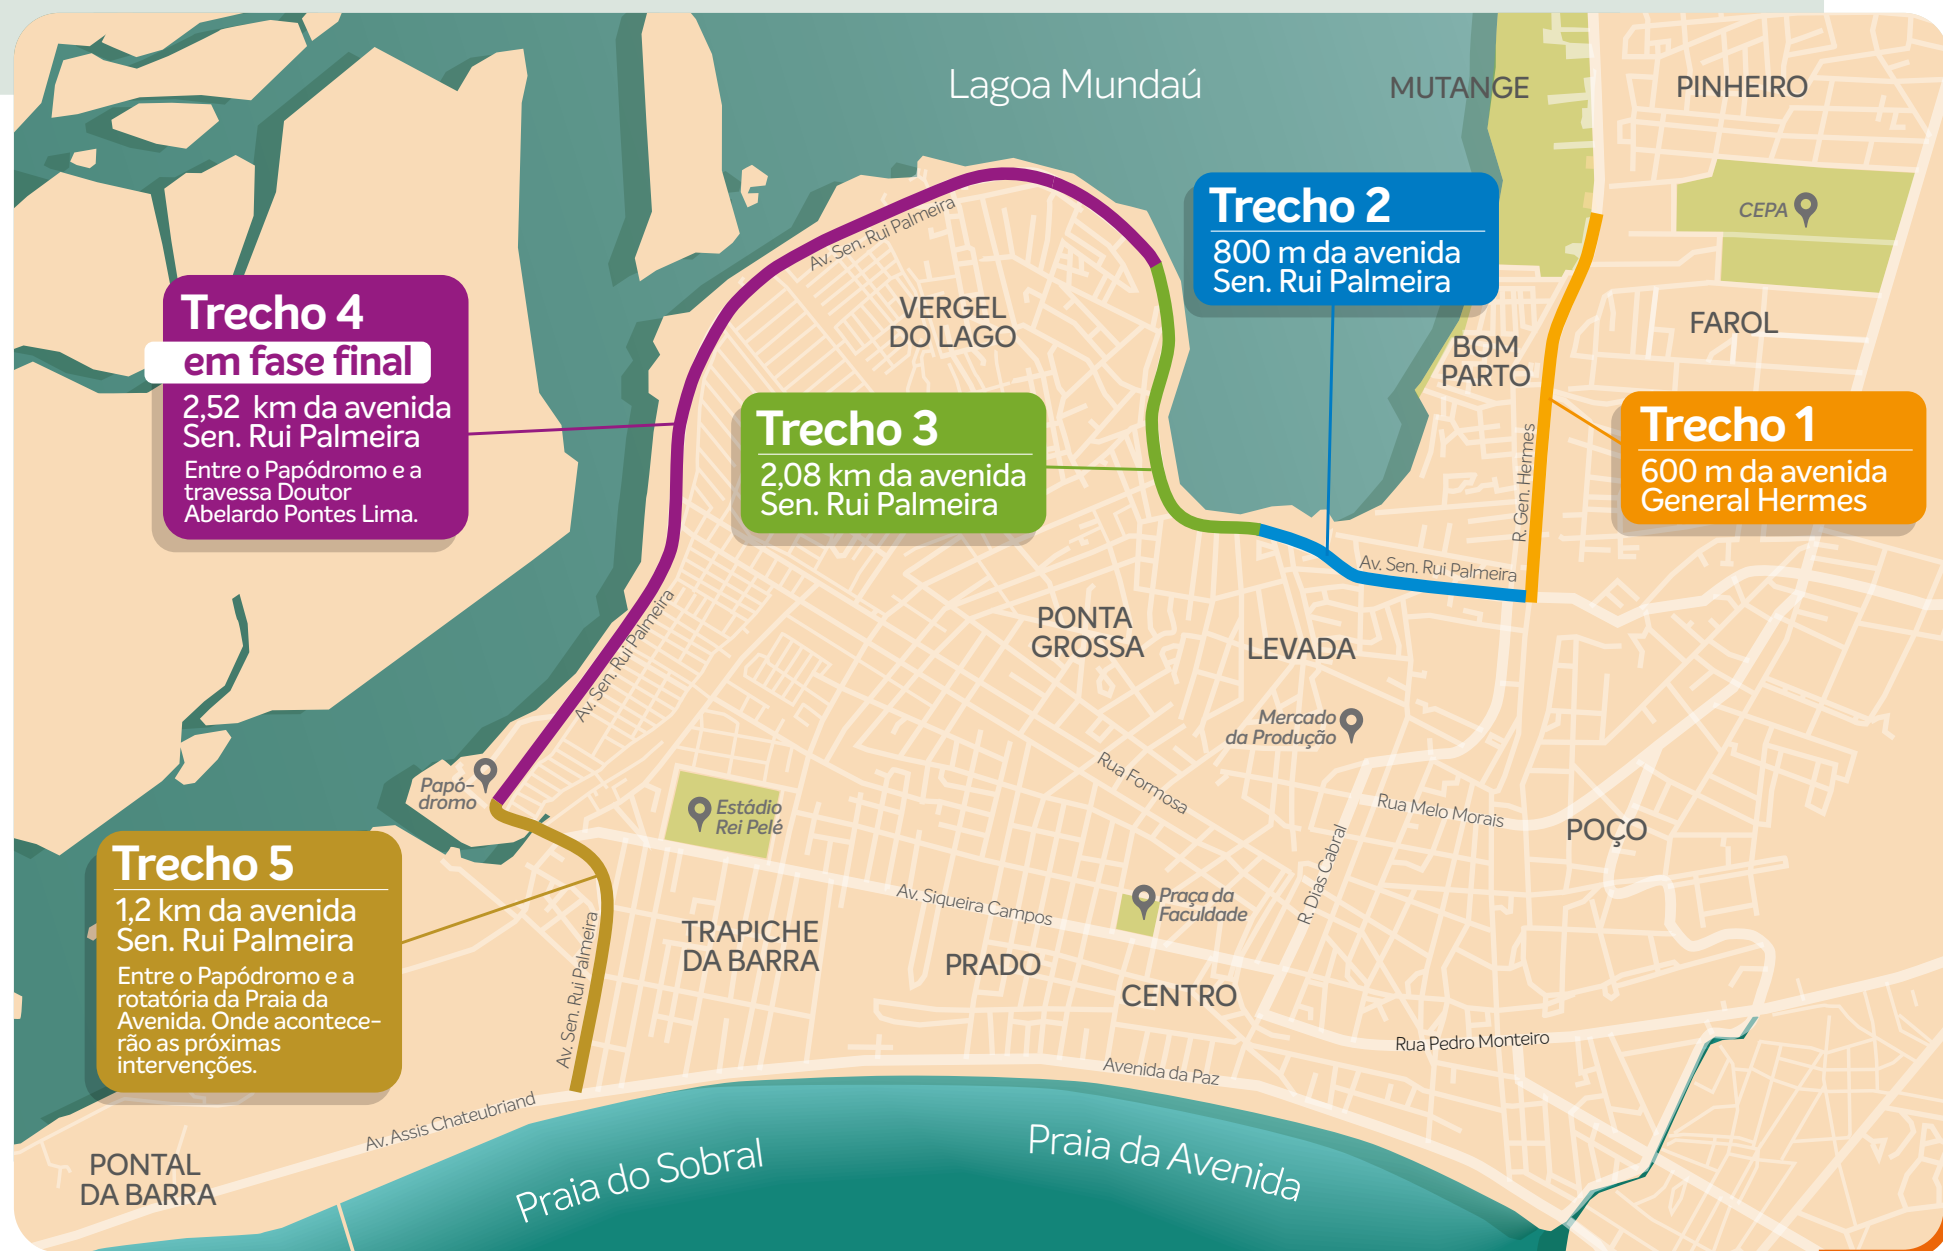 Lagoa Mundaú
MUTANGE
PINHEIRO
CEPA
Trecho 2
800 m da avenida
Sen. Rui Palmeira
Av. Sen. Rui Palmeira
VERGEL
DO LAGO
FAROL
BOM
PARTO
Trecho 4
em fase final
2,52 km da avenida
Sen. Rui Palmeira
Entre o Papódromo e a
travessa Doutor
Abelardo Pontes Lima.
Trecho 3
2,08 km da avenida
Sen. Rui Palmeira
Trecho 1
600 m da avenida
General Hermes
R. Gen. Hermes
Av. Sen. Rui Palmeira
Av. Sen. Rui Palmeira
PONTA
GROSSA
LEVADA
Mercado
da Produção
Papó-
dromo
Estádio
Rei Pelé
Rua Formosa
Rua Melo Morais
POÇO
R. Dias Cabral
Trecho 5
1,2 km da avenida
Sen. Rui Palmeira
Entre o Papódromo e a
rotatória da Praia da
Avenida. Onde acontece-
rão as próximas
intervenções.
Av. Sen. Rui Palmeira
Av. Siqueira Campos
Praça da
Faculdade
TRAPICHE
DA BARRA
PRADO
CENTRO
Rua Pedro Monteiro
Avenida da Paz
Av. Assis Chateubriand
PONTAL
DA BARRA
Praia do Sobral
Praia da Avenida